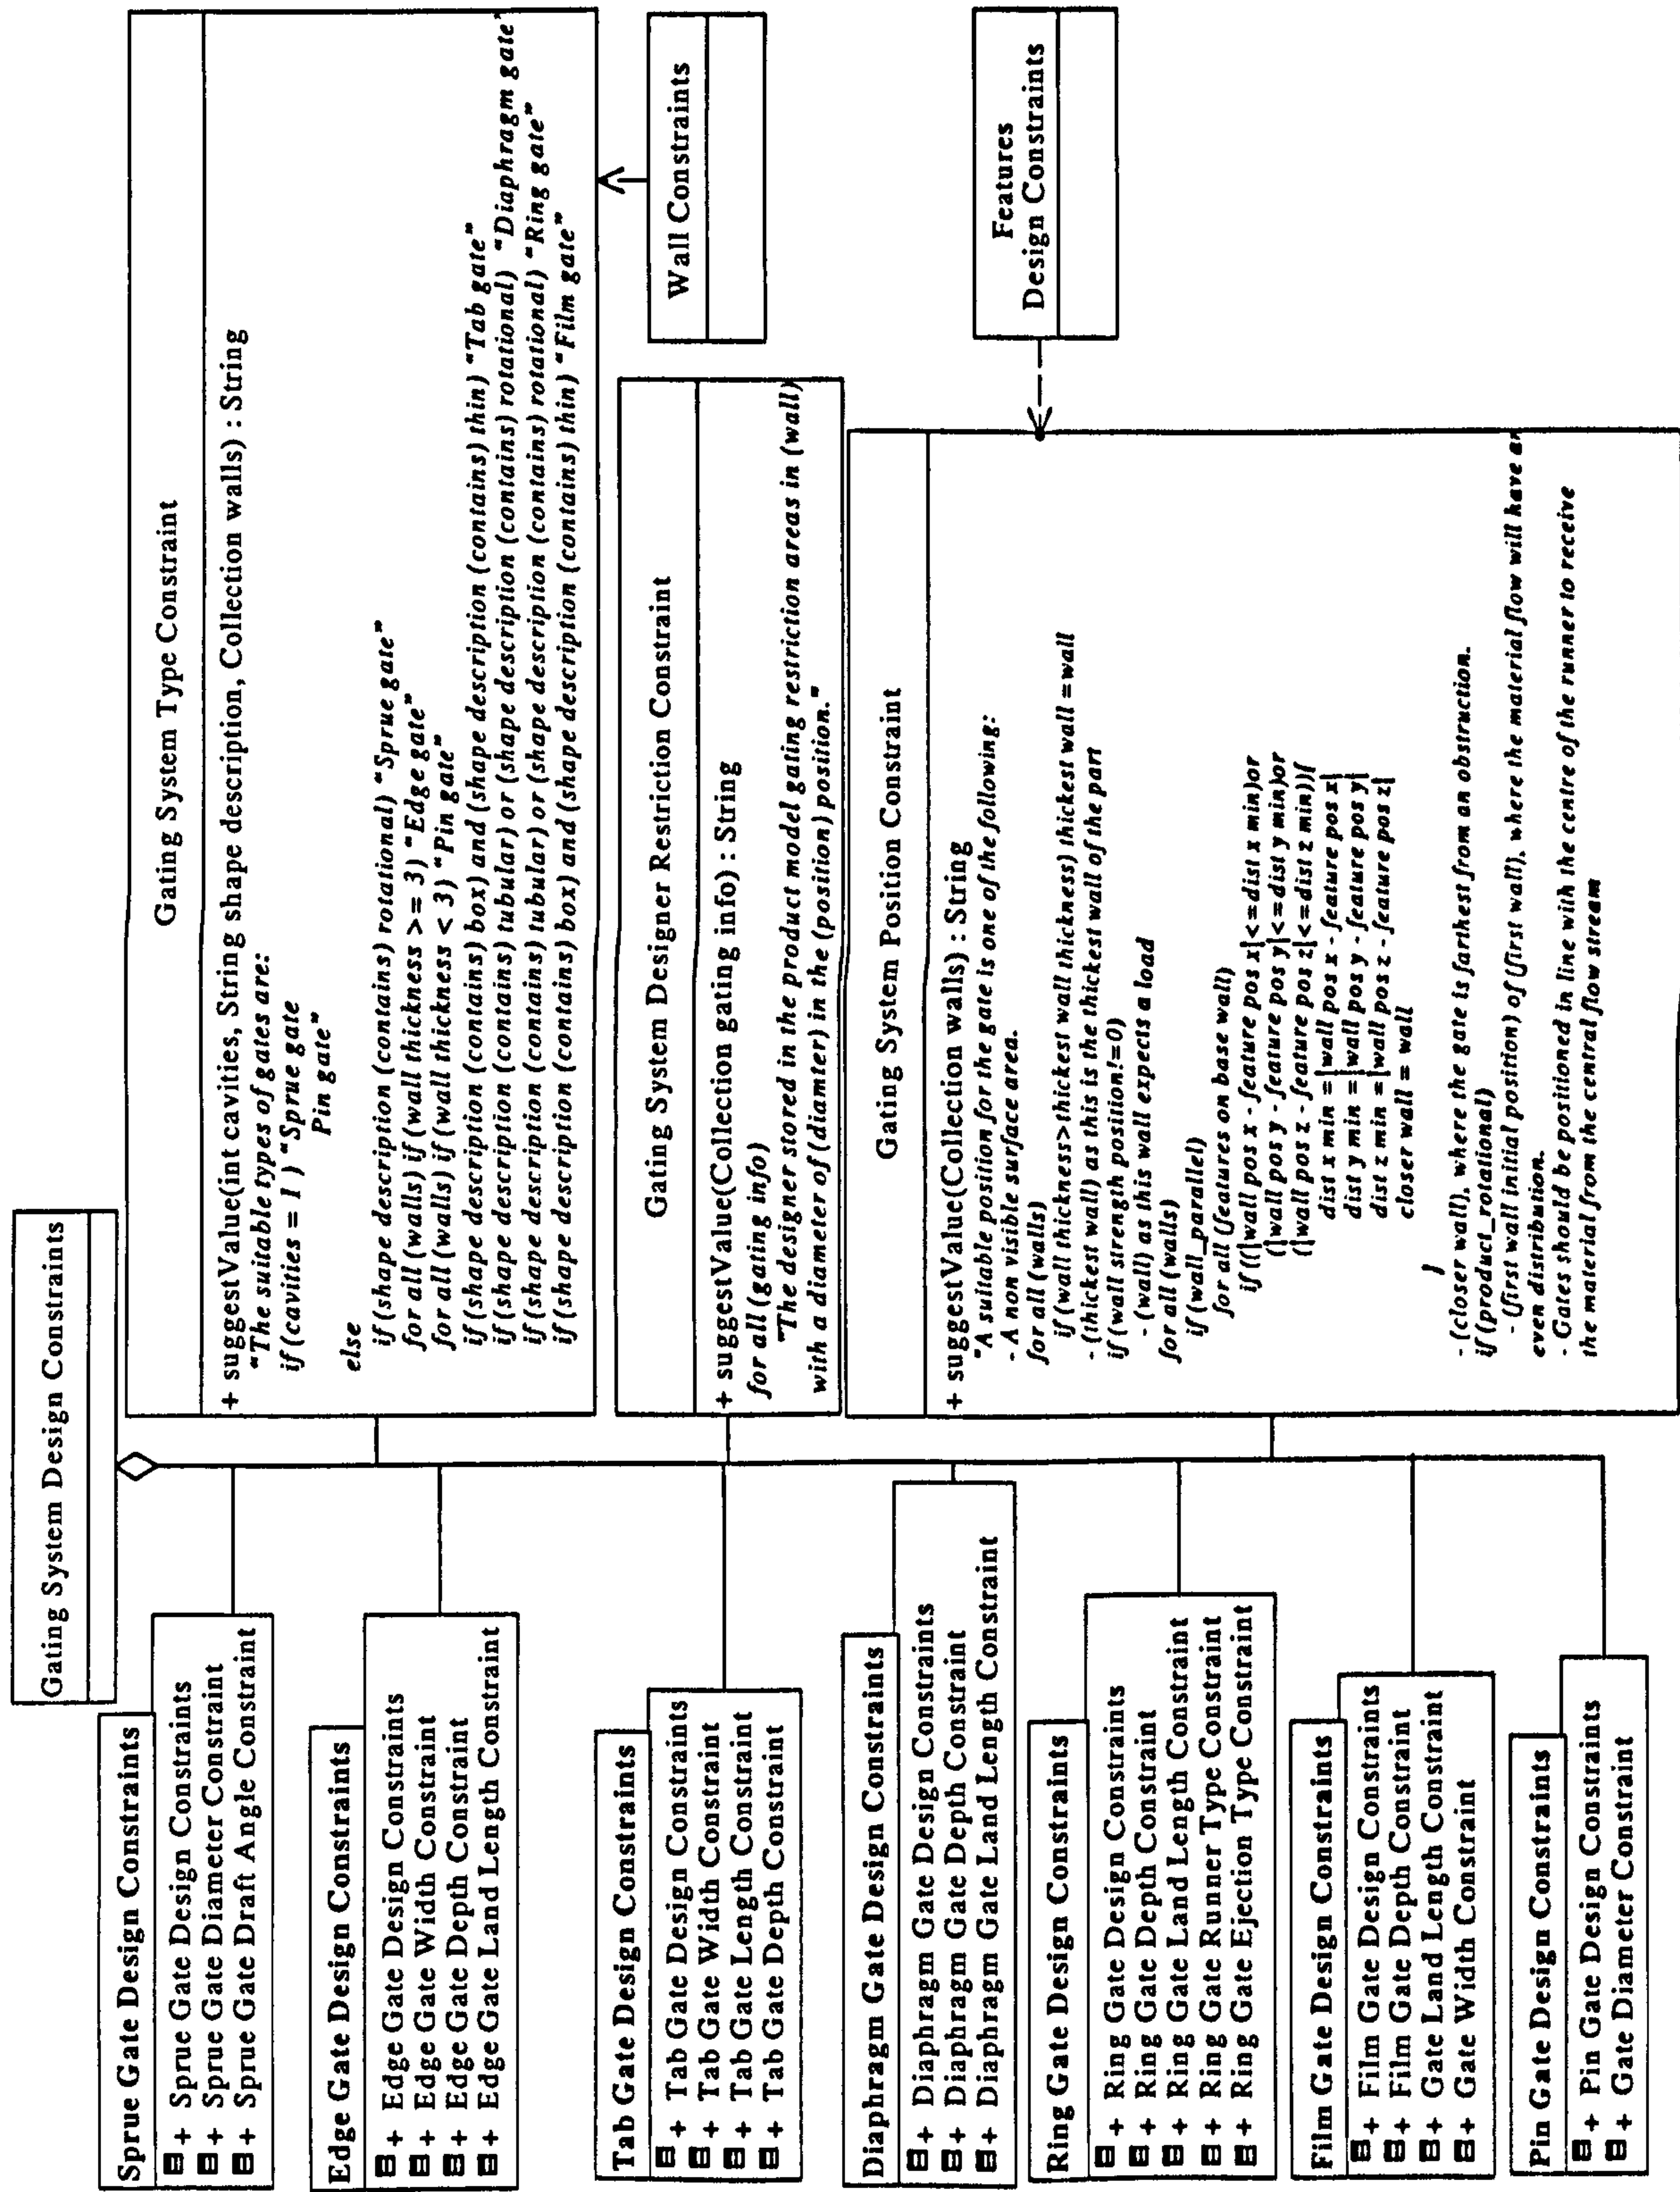 Gating System Design Constraints
Sprue Gate Design Constraints
+ Sprue Gate Design Constraints
+ Sprue Gate Diameter Constraint
+ Sprue Gate Draft Angle Constraint
Edge Gate Design Constraints
+ Edge Gate Design Constraints
+ Edge Gate Width Constraint
+ Edge Gate Depth Constraint
+ Edge Gate Land Length Constraint
Tab Gate Design Constraints
+ Tab Gate Design Constraints
+ Tab Gate Width Constraint
+ Tab Gate Length Constraint
+ Tab Gate Depth Constraint
Diaphragm Gate Design Constraints
+ Diaphragm Gate Design Constraints
+ Diaphragm Gate Depth Constraint
+ Diaphragm Gate Land Length Constraint
Ring Gate Design Constraints
+ Ring Gate Design Constraints
+ Ring Gate Depth Constraint
+ Ring Gate Land Length Constraint
+ Ring Gate Runner Type Constraint
+ Ring Gate Ejection Type Constraint
Film Gate Design Constraints
+ Film Gate Design Constraints
+ Film Gate Depth Constraint
+ Gate Land Length Constraint
+ Gate Width Constraint
Pin Gate Design Constraints
+ Pin Gate Design Constraints
+ Gate Diameter Constraint
Gating System Type Constraint
+ suggestValue(int cavities, String shape description, Collection walls) : String
"The suitable types of gates are:
if (cavities = 1 ) "Sprue gate
Pin gate"
else
if (shape description (contains) rotational) "Sprue gate"
for all (walls) if (wall thickness >= 3) "Edge gate"
for all (walls) if (wall thickness < 3) "Pin gate"
if (shape description (contains) box) and (shape description (contains) thin) "Tab gate"
if (shape description (contains) tubular) or (shape description (contains) rotational) "Diaphragm gate"
if (shape description (contains) tubular) or (shape description (contains) rotational) "Ring gate"
if (shape description (contains) box) and (shape description (contains) thin) "Film gate"
Wall Constraints
Gating System Designer Restriction Constraint
+ suggestValue(Collection gating info) : String
for all (gating info)
"The designer stored in the product model gating restriction areas in (wall)
with a diameter of (diamter) in the (position) position."
Features
Design Constraints
Gating System Position Constraint
+ suggestValue(Collection walls) : String
"A suitable position for the gate is one of the following:
- A non visible surface area.
for all (walls)
if (wall thickness> thickest wall thickness) thickest wall =wall
- (thickest wall) as this is the thickest wall of the part
if (wall strength position!=0)
- (wall) as this wall expects a load
for all (walls)
if (wall_parallel)
for all (features on base wall)
if ((|wall pos x - feature pos x|<=dist x min)or
(|wall pos y - feature pos y|<=dist y min)or
(|wall pos z - feature pos z|<=dist z min)){
dist x min =|wall pos x - feature pos x|
dist y min =|wall pos y - feature pos y|
dist z min =|wall pos z - feature pos z|
closer wall = wall
}
- (closer wall), where the gate is farthest from an obstruction.
if (product_rotational)
- (first wall initial position) of (first wall), where the material flow will have an
even distribution.
- Gates should be positioned in line with the centre of the runner to receive
the material from the central flow stream